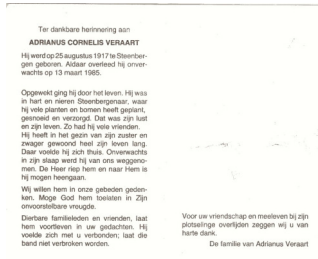 Ter dankbare herinnering aan
ADRIANUS CORNELIS VERAART
Hij werd op 25 augustus 1917 te Steenber-
gen geboren. Aldaar overleed hij onver-
wachts op 13 maart 1985.
Opgewekt ging hij door het leven. Hij was
in hart en nieren Steenbergenaar, waar
hij vele planten en bomen heeft geplant,
gesnoeid en verzorgd. Dat was zijn lust
en zijn leven. Zo had hij vele vrienden.
Hij heeft in het gezin van zijn zuster en
zwager gewoond heel zijn leven lang.
Daar voelde hij zich thuis. Onverwachts
in zijn slaap werd hij van ons weggeno-
men. De Heer riep hem en naar Hem is
hij mogen heengaan.
Wij willen hem in onze gebeden geden-
ken. Moge God hem toelaten in Zijn
onvoorstelbare vreugde.
Dierbare familieleden en vrienden, laat
hem voortleven in uw gedachten. Hij
voelde zich met u verbonden; laat die
band niet verbroken worden.
Voor uw vriendschap en meeleven bij zijn
plotselinge overlijden zeggen wij u van
harte dank.
De familie van Adrianus Veraart